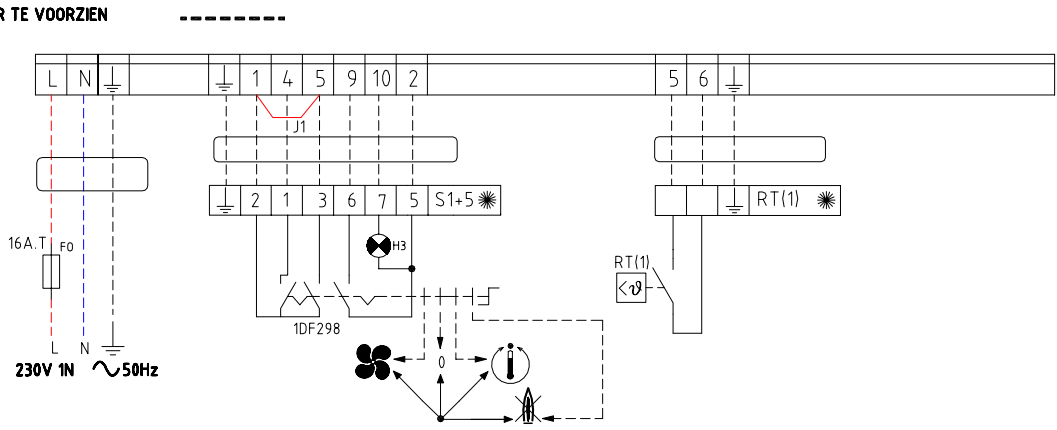 R TE VOORZIEN
L N 1 4 5 9 10 2 5 6
J1
2 1 3 6 7 5 S1+5 RT(1)
16A.T F0 H3
RT(1)
<ϑ
1DF298
L N
230V 1N 50Hz
0